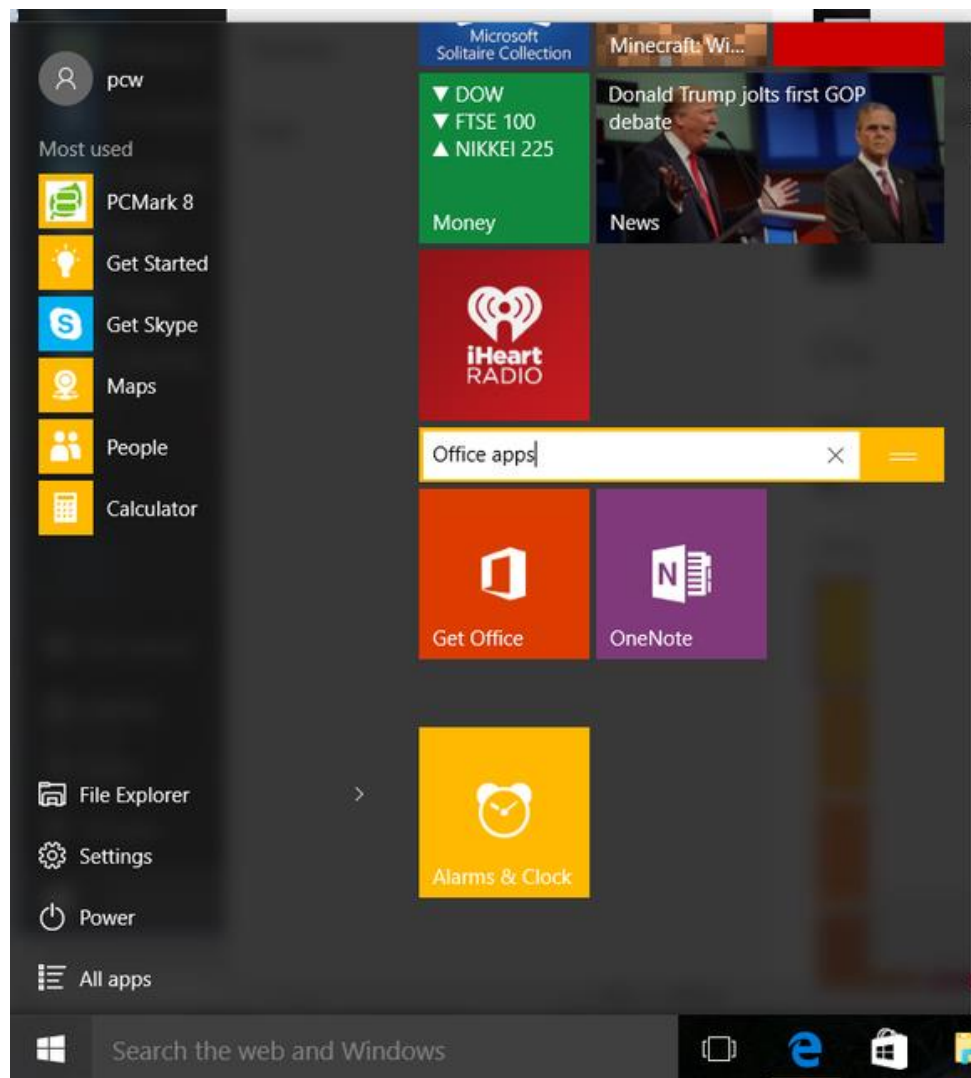 pcw
Most used
PCMark 8
Get Started
Get Skype
Maps
People
Calculator
File Explorer
Settings
Power
All apps
Microsoft
Solitaire Collection
Minecraft: Wi...
▼ DOW
▼ FTSE 100
▲ NIKKEI 225
Money
Donald Trump jolts first GOP
debate
News
iHeart
RADIO
Office apps
Get Office
N
OneNote
Alarms & Clock
Search the web and Windows